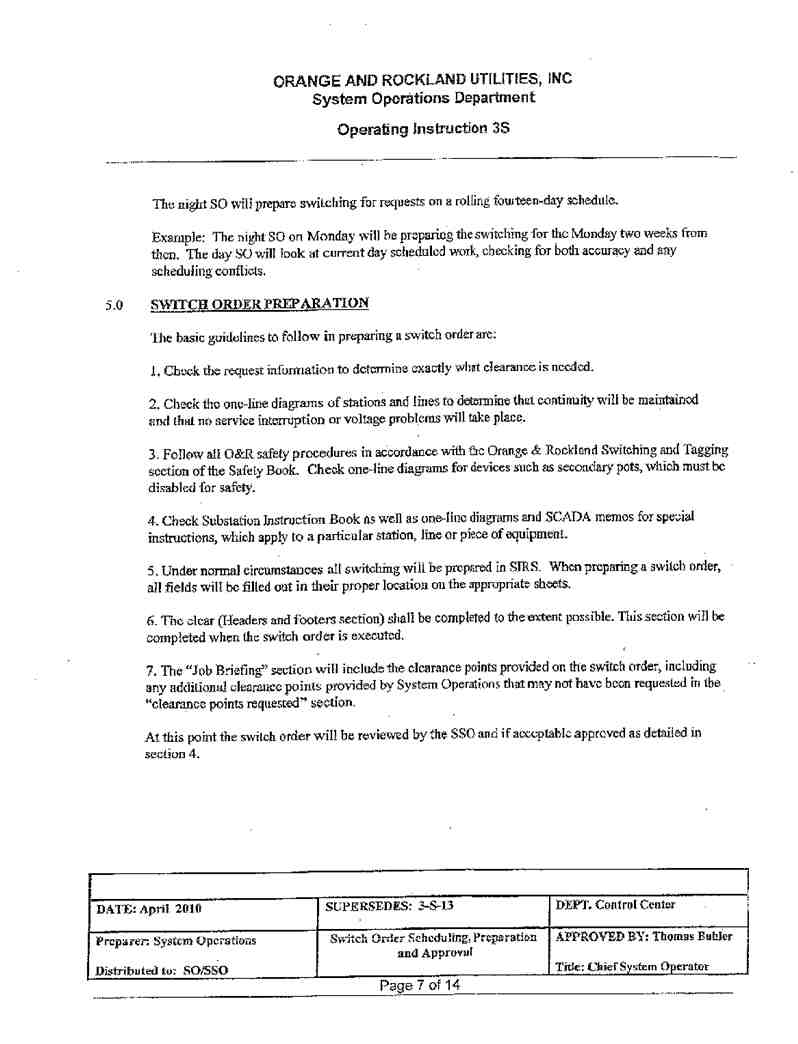 ORANGE AND ROCKLAND UTILITIES, INC
System Operations Department
Operating Instruction 3S
The night SO will prepare switching for requests on a rolling fourteen-day schedule.
Example: The night SO on Monday will be preparing the switching for the Monday two weeks from
then. The day SO will look at current day scheduled work, checking for both accuracy and any
scheduling conflicts.
5.0 SWITCH ORDER PREPARATION
The basic guidelines to follow in preparing a switch order are:
1. Check the request information to determine exactly what clearance is needed.
2. Check the one-line diagrams of stations and lines to determine that continuity will be maintained
and that no service interruption or voltage problems will take place.
3. Follow all O&R safety procedures in accordance with the Orange & Rockland Switching and Tagging
section of the Safety Book. Check one-line diagrams for devices such as secondary pots, which must be
disabled for safety.
4. Check Substation Instruction Book as well as one-line diagrams and SCADA memos for special
instructions, which apply to a particular station, line or piece of equipment.
5. Under normal circumstances all switching will be prepared in SIRS. When preparing a switch order,
all fields will be filled out in their proper location on the appropriate sheets.
6. The clear (Headers and footers section) shall be completed to the extent possible. This section will be
completed when the switch order is executed.
7. The "Job Briefing" section will include the clearance points provided on the switch order, including
any additional clearance points provided by System Operations that may not have been requested in the
"clearance points requested" section.
At this point the switch order will be reviewed by the SSO and if acceptable approved as detailed in
section 4.
DATE: April 2010 SUPERSEDES: 3-S-13 DEPT. Control Center
Preparer: System Operations Switch Order Scheduling, Preparation APPROVED BY: Thomas Buhler
and Approval
Distributed to: SO/SSO Title: Chief System Operator
Page 7 of 14